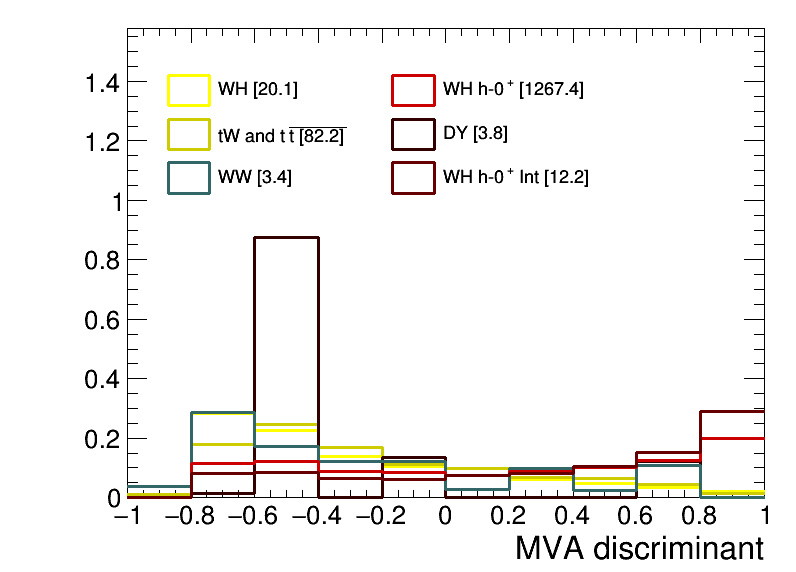 1.4
WH [20.1] WH h-0⁺ [1267.4]
1.2
tW and t t̅ [82.2] DY [3.8]
WW [3.4] WH h-0⁺ Int [12.2]
1
0.8
0.6
0.4
0.2
0
−1 −0.8 −0.6 −0.4 −0.2 0 0.2 0.4 0.6 0.8 1
MVA discriminant